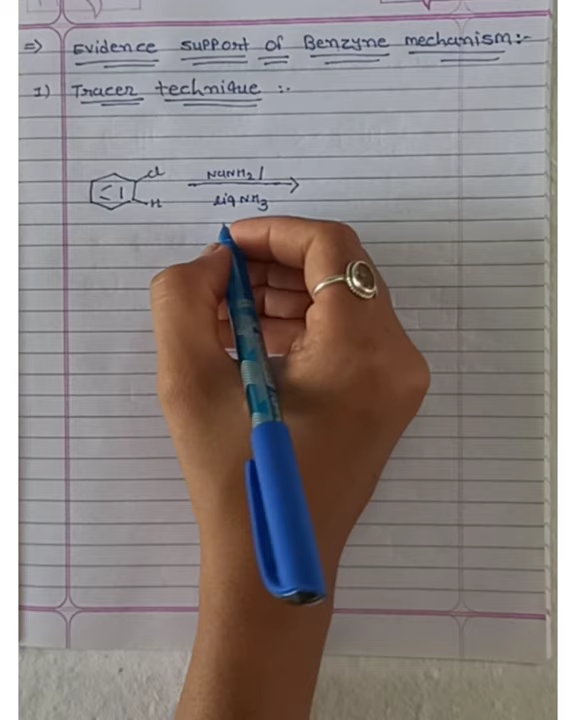 => Evidence support of Benzyne mechanism:-
1) Tracer technique :-
Cl
NaNH2 /
H
liq NH3